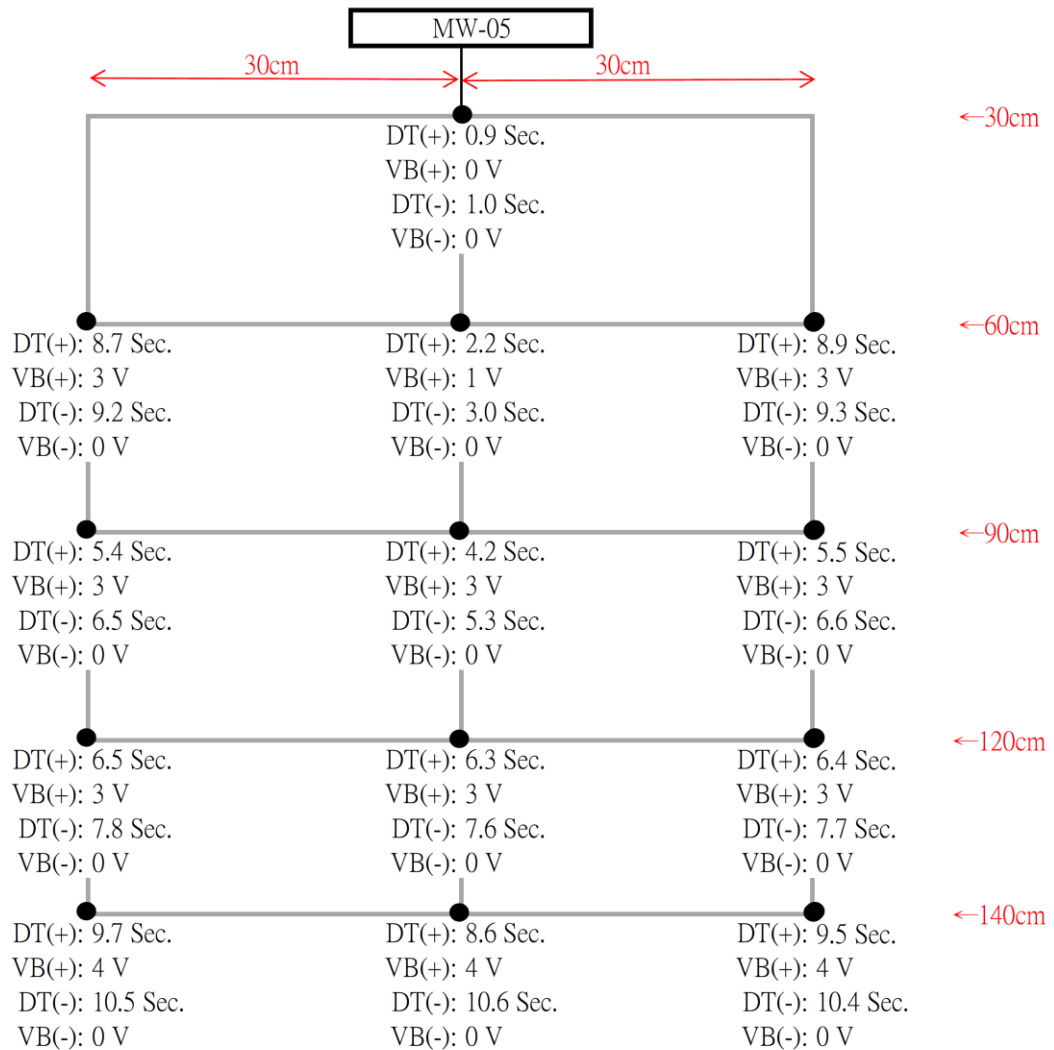 MW-05
30cm 30cm
←30cm
DT(+): 0.9 Sec.
VB(+): 0 V
DT(-): 1.0 Sec.
VB(-): 0 V
←60cm
DT(+): 8.7 Sec.
VB(+): 3 V
DT(-): 9.2 Sec.
VB(-): 0 V
DT(+): 2.2 Sec.
VB(+): 1 V
DT(-): 3.0 Sec.
VB(-): 0 V
DT(+): 8.9 Sec.
VB(+): 3 V
DT(-): 9.3 Sec.
VB(-): 0 V
←90cm
DT(+): 5.4 Sec.
VB(+): 3 V
DT(-): 6.5 Sec.
VB(-): 0 V
DT(+): 4.2 Sec.
VB(+): 3 V
DT(-): 5.3 Sec.
VB(-): 0 V
DT(+): 5.5 Sec.
VB(+): 3 V
DT(-): 6.6 Sec.
VB(-): 0 V
←120cm
DT(+): 6.5 Sec.
VB(+): 3 V
DT(-): 7.8 Sec.
VB(-): 0 V
DT(+): 6.3 Sec.
VB(+): 3 V
DT(-): 7.6 Sec.
VB(-): 0 V
DT(+): 6.4 Sec.
VB(+): 3 V
DT(-): 7.7 Sec.
VB(-): 0 V
←140cm
DT(+): 9.7 Sec.
VB(+): 4 V
DT(-): 10.5 Sec.
VB(-): 0 V
DT(+): 8.6 Sec.
VB(+): 4 V
DT(-): 10.6 Sec.
VB(-): 0 V
DT(+): 9.5 Sec.
VB(+): 4 V
DT(-): 10.4 Sec.
VB(-): 0 V